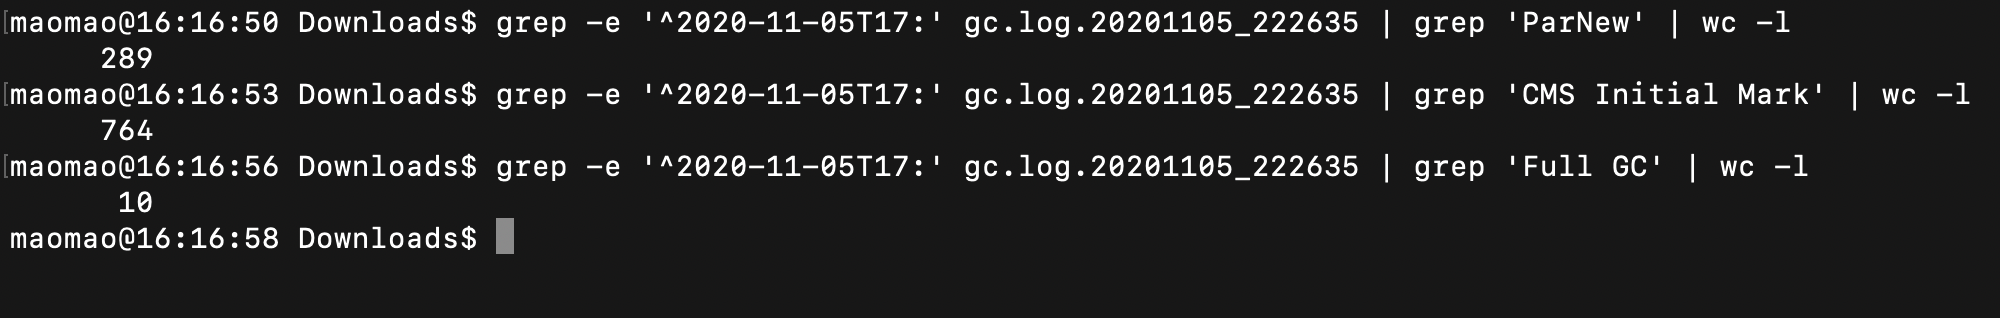 maomao@16:16:50 Downloads$ grep -e '^2020-11-05T17:' gc.log.20201105_222635 | grep 'ParNew' | wc -l
289
maomao@16:16:53 Downloads$ grep -e '^2020-11-05T17:' gc.log.20201105_222635 | grep 'CMS Initial Mark' | wc -l
764
maomao@16:16:56 Downloads$ grep -e '^2020-11-05T17:' gc.log.20201105_222635 | grep 'Full GC' | wc -l
10
maomao@16:16:58 Downloads$